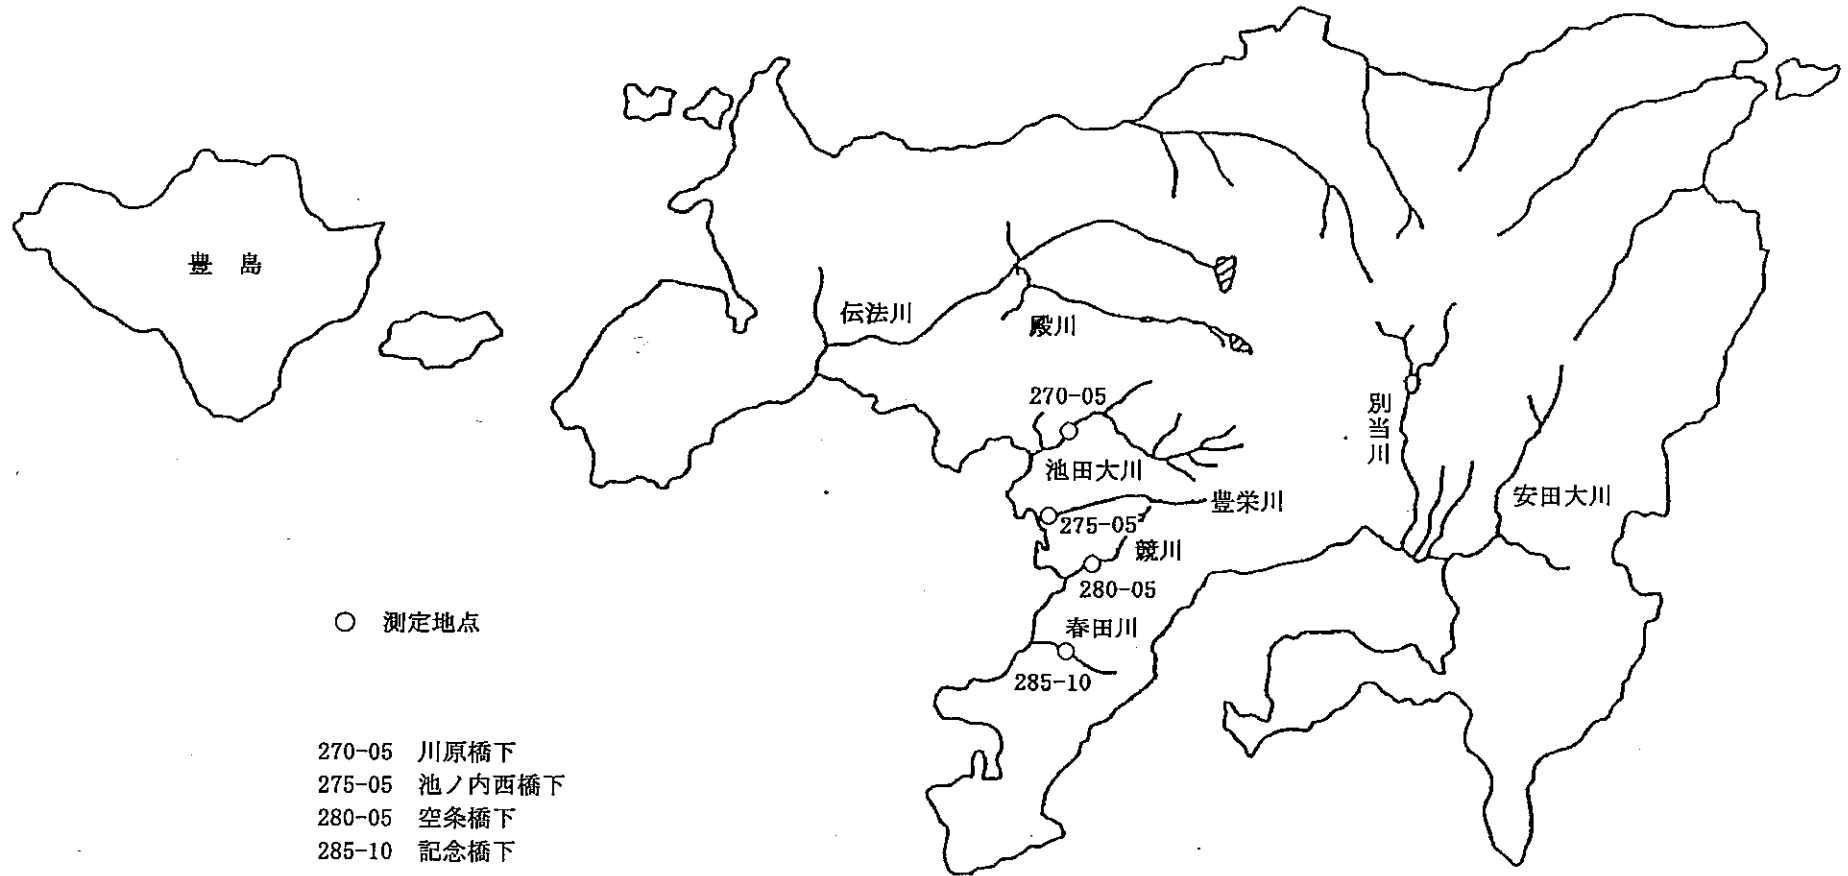 豊島
伝法川
殿川
270-05
別当川
池田大川
豊栄川
安田大川
275-05
競川
280-05
○ 測定地点
春田川
285-10
270-05 川原橋下
275-05 池ノ内西橋下
280-05 空条橋下
285-10 記念橋下